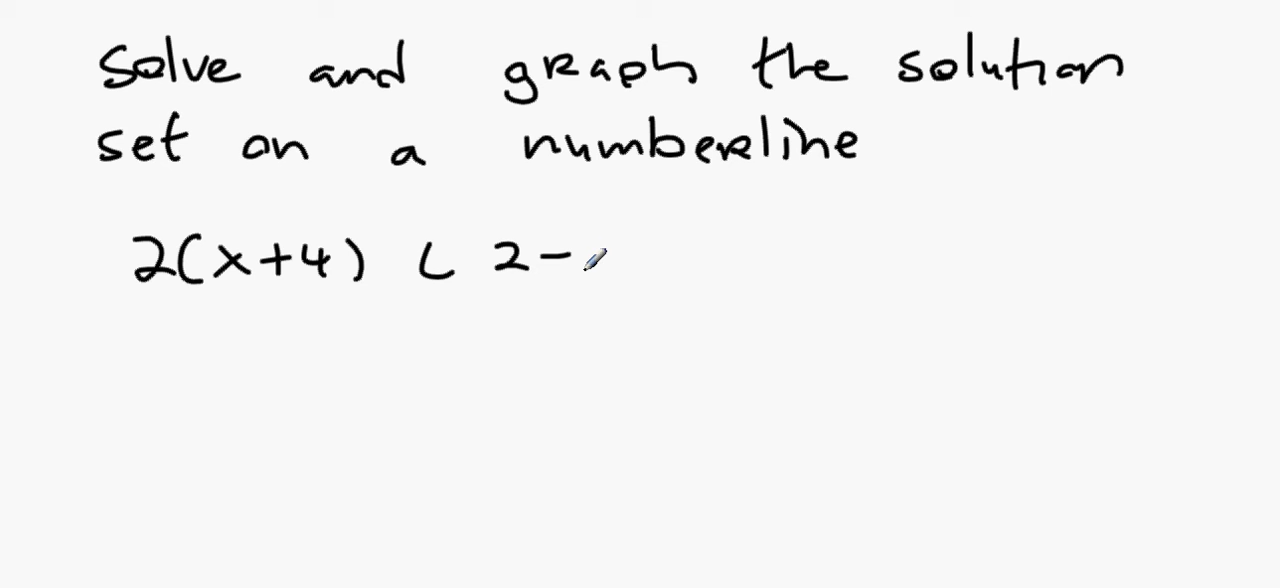 Solve and graph the solution
set on a numberline
2(x+4) < 2-